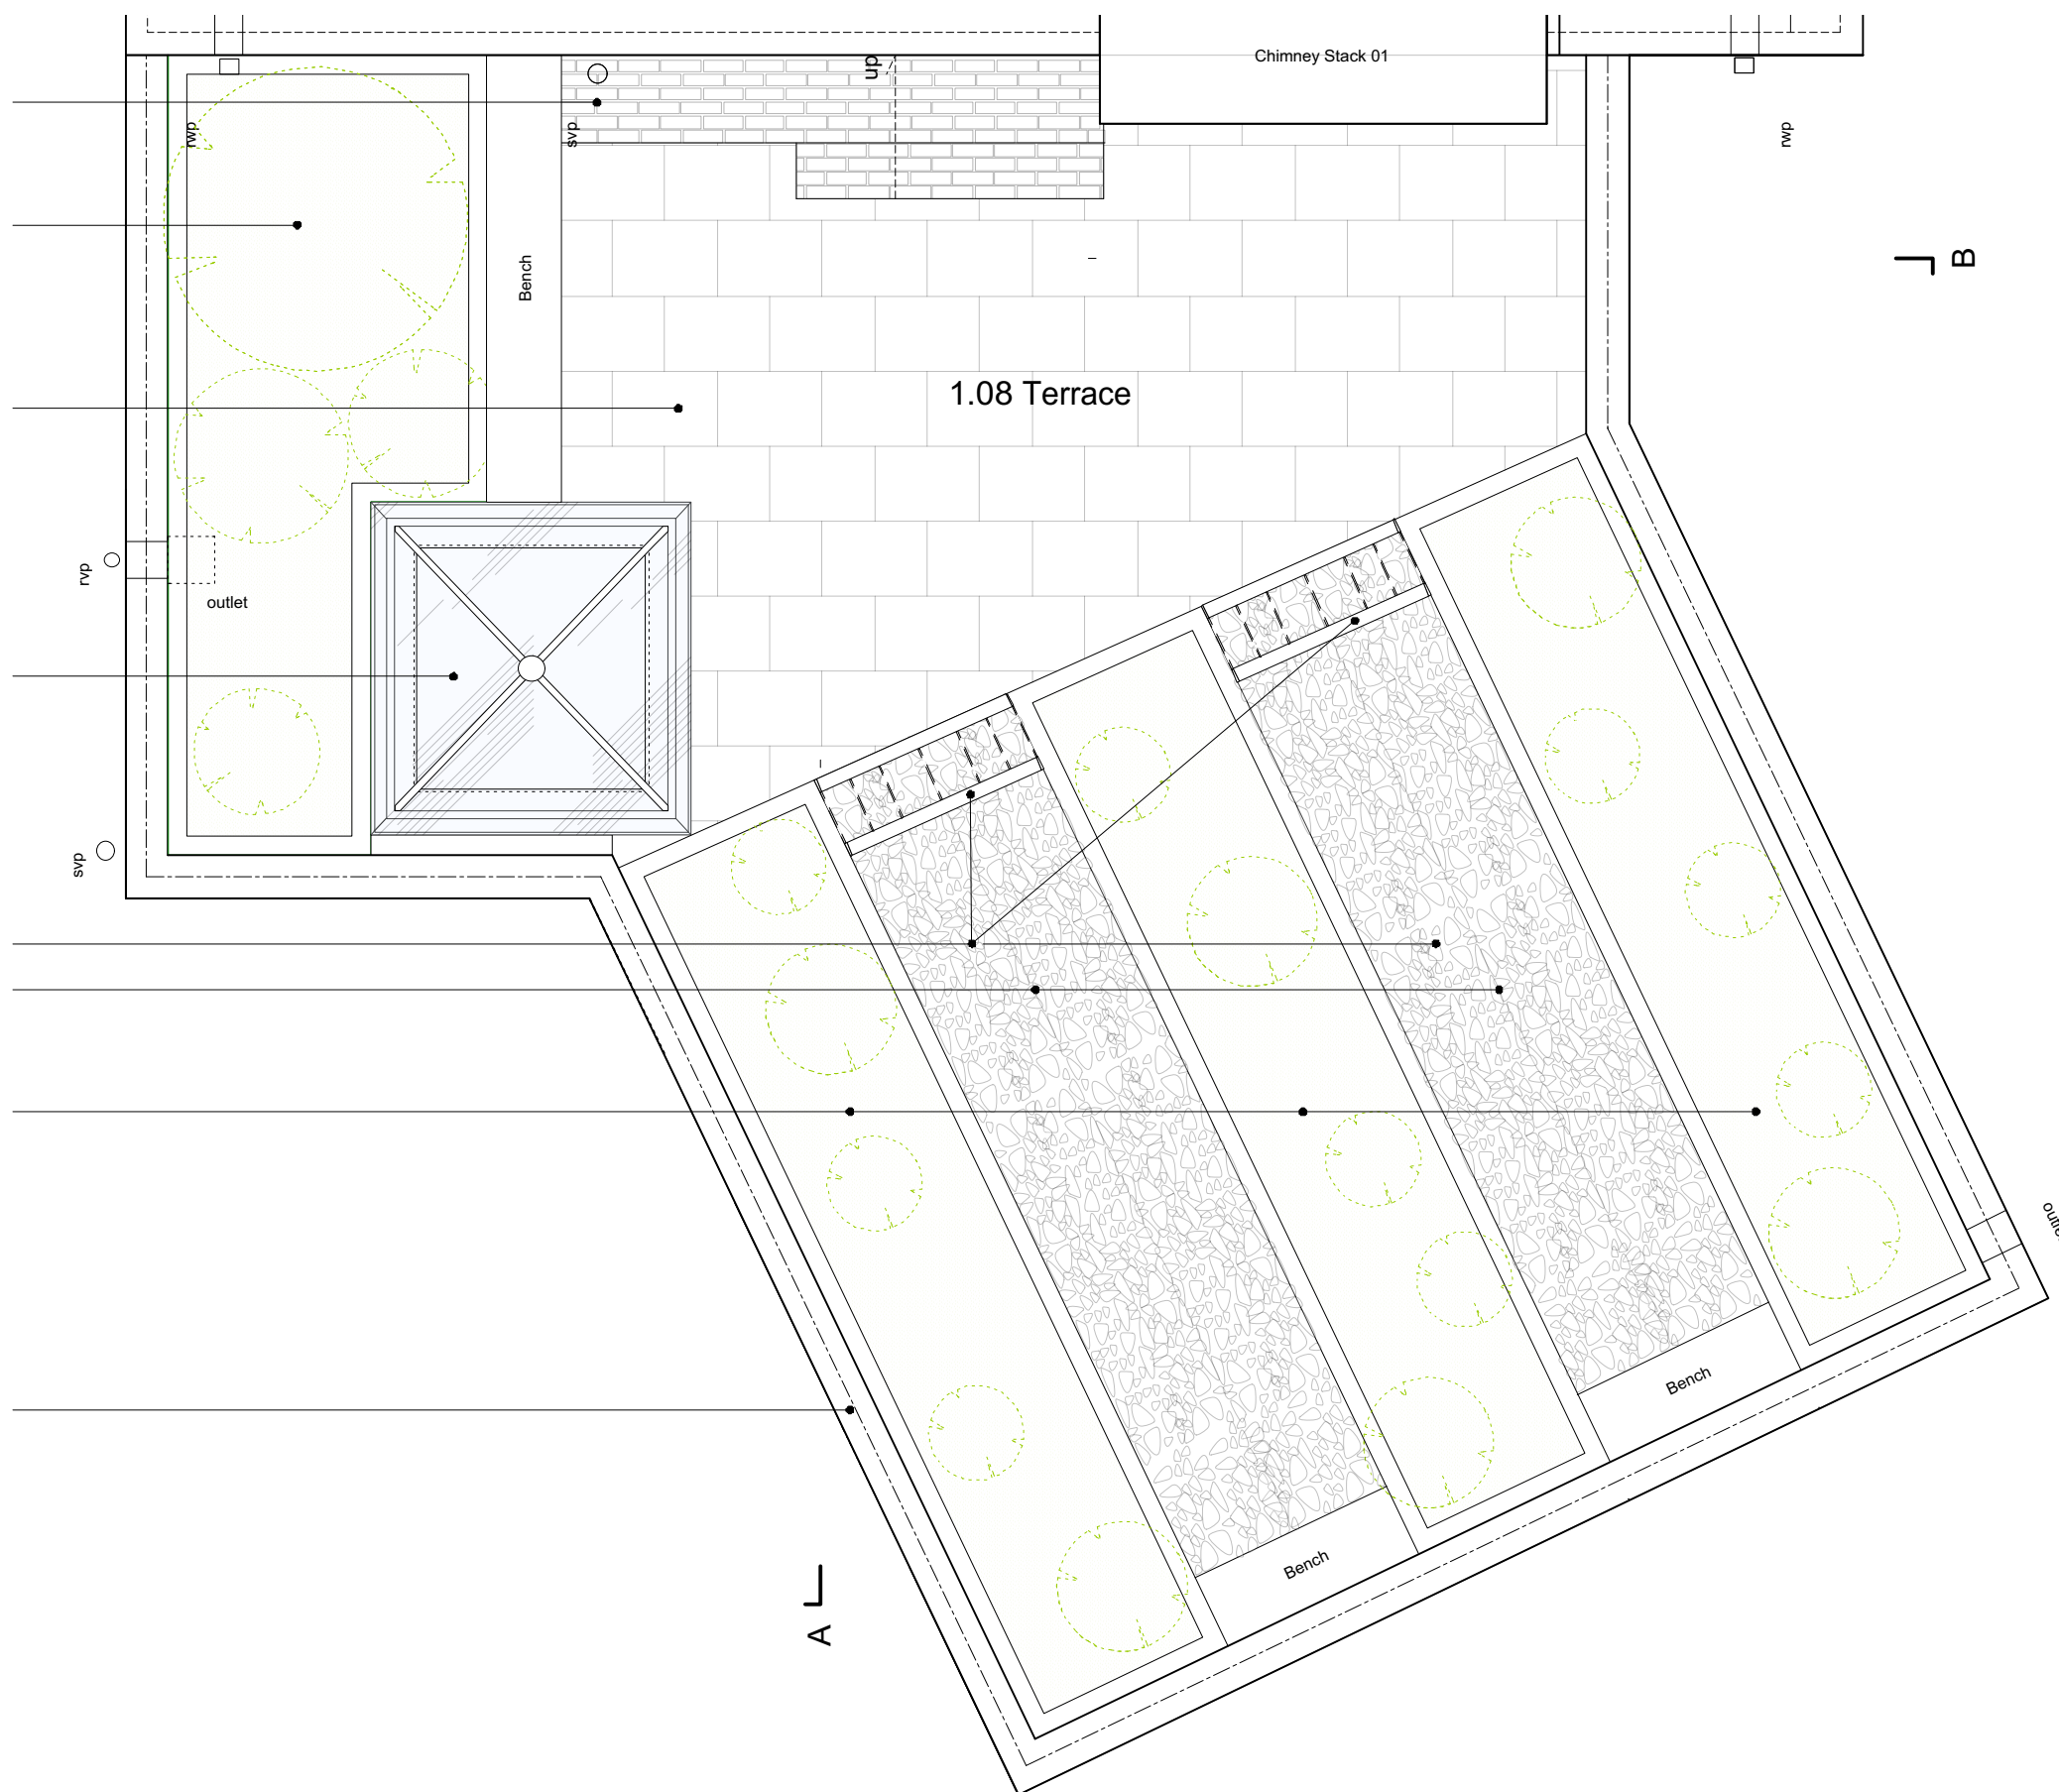 Chimney Stack 01
up
rwp
svp
rwp
B
Bench
1.08 Terrace
rvp
outlet
svp
Bench
Bench
A